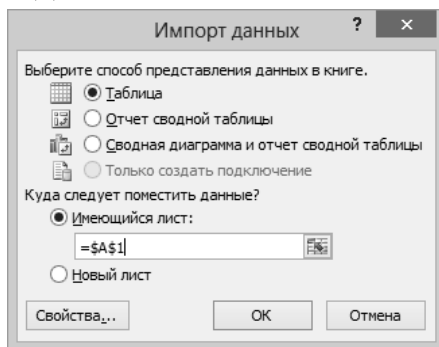 Импорт данных ? ×
Выберите способ представления данных в книге.
Таблица
Отчет сводной таблицы
Сводная диаграмма и отчет сводной таблицы
Только создать подключение
Куда следует поместить данные?
Имеющийся лист:
=$A$1
Новый лист
Свойства... ОК Отмена